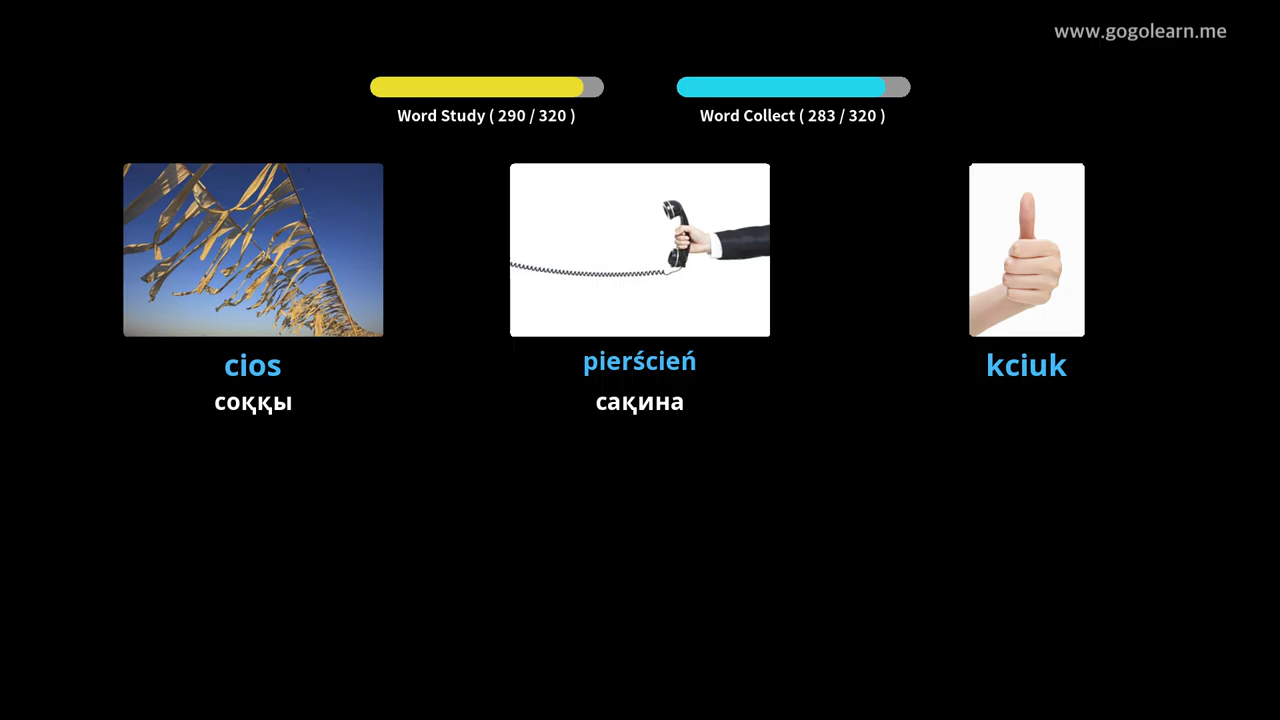 www.gogolearn.me
Word Study ( 290 / 320 )
Word Collect ( 283 / 320 )
cios
pierścień
kciuk
соққы
сақина